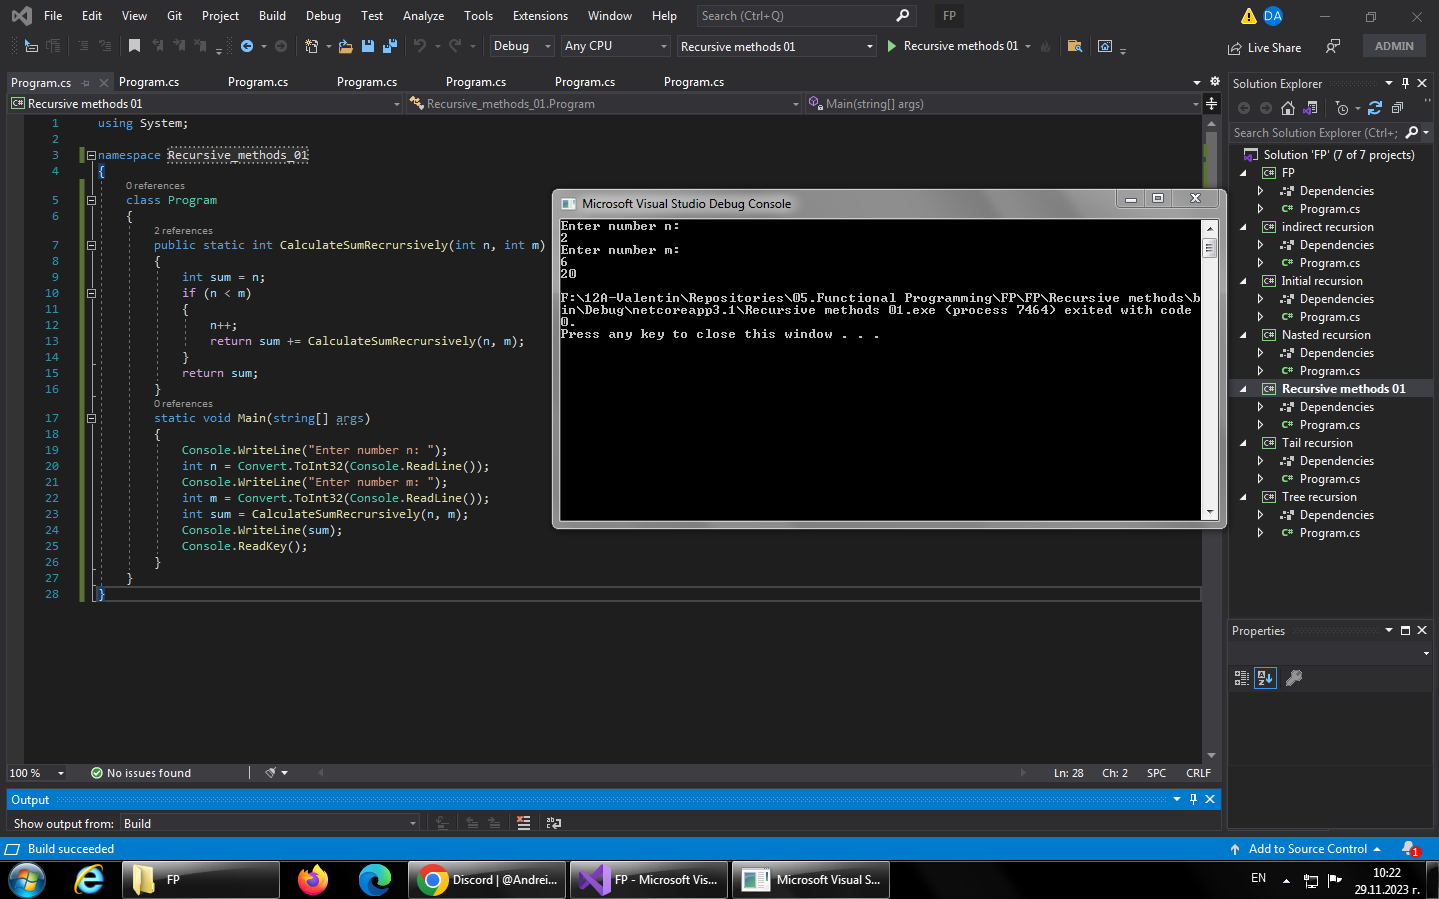 File Edit View Git Project Build Debug Test Analyze Tools Extensions Window Help Search (Ctrl+Q) FP DA
Debug Any CPU Recursive methods 01 Recursive methods 01 Live Share ADMIN
Program.cs Program.cs Program.cs Program.cs Program.cs Program.cs Program.cs
Recursive methods 01 Recursive_methods_01.Program Main(string[] args)
1 using System;
2
3 namespace Recursive_methods_01
4 {
0 references
5 class Program
6 {
2 references
7 public static int CalculateSumRecrursively(int n, int m)
8 {
9 int sum = n;
10 if (n < m)
11 {
12 n++;
13 return sum += CalculateSumRecrursively(n, m);
14 }
15 return sum;
16 }
0 references
17 static void Main(string[] args)
18 {
19 Console.WriteLine("Enter number n: ");
20 int n = Convert.ToInt32(Console.ReadLine());
21 Console.WriteLine("Enter number m: ");
22 int m = Convert.ToInt32(Console.ReadLine());
23 int sum = CalculateSumRecrursively(n, m);
24 Console.WriteLine(sum);
25 Console.ReadKey();
26 }
27 }
28 }
Microsoft Visual Studio Debug Console
Enter number n:
2
Enter number m:
6
20
F:\12A-Valentin\Repositories\05.Functional Programming\FP\FP\Recursive methods\b
in\Debug\netcoreapp3.1\Recursive methods 01.exe (process 7464) exited with code
0.
Press any key to close this window . . .
Solution Explorer
Search Solution Explorer (Ctrl+;
Solution 'FP' (7 of 7 projects)
FP
Dependencies
Program.cs
indirect recursion
Dependencies
Program.cs
Initial recursion
Dependencies
Program.cs
Nasted recursion
Dependencies
Program.cs
Recursive methods 01
Dependencies
Program.cs
Tail recursion
Dependencies
Program.cs
Tree recursion
Dependencies
Program.cs
Properties
100 % No issues found Ln: 28 Ch: 2 SPC CRLF
Output
Show output from: Build
Build succeeded Add to Source Control 1
FP Discord | @Andrei... FP - Microsoft Vis... Microsoft Visual S... EN 10:22
29.11.2023 г.